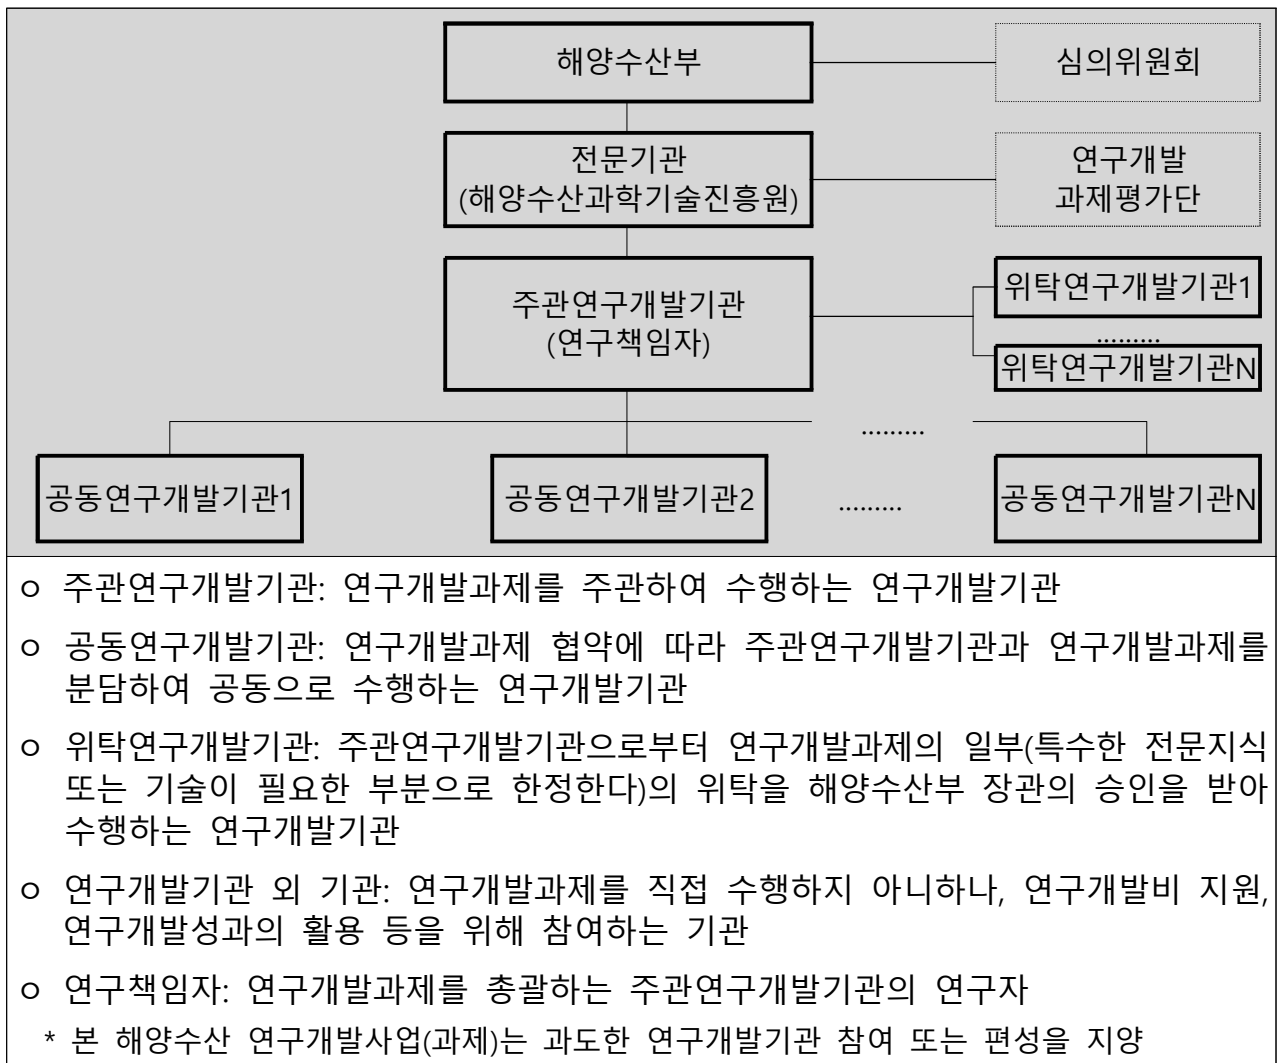 해양수산부
심의위원회
전문기관
(해양수산과학기술진흥원)
연구개발
과제평가단
주관연구개발기관
(연구책임자)
위탁연구개발기관1
.........
위탁연구개발기관N
.........
공동연구개발기관1
공동연구개발기관2
.........
공동연구개발기관N
ㅇ 주관연구개발기관: 연구개발과제를 주관하여 수행하는 연구개발기관
ㅇ 공동연구개발기관: 연구개발과제 협약에 따라 주관연구개발기관과 연구개발과제를
분담하여 공동으로 수행하는 연구개발기관
ㅇ 위탁연구개발기관: 주관연구개발기관으로부터 연구개발과제의 일부(특수한 전문지식
또는 기술이 필요한 부분으로 한정한다)의 위탁을 해양수산부 장관의 승인을 받아
수행하는 연구개발기관
ㅇ 연구개발기관 외 기관: 연구개발과제를 직접 수행하지 아니하나, 연구개발비 지원,
연구개발성과의 활용 등을 위해 참여하는 기관
ㅇ 연구책임자: 연구개발과제를 총괄하는 주관연구개발기관의 연구자
* 본 해양수산 연구개발사업(과제)는 과도한 연구개발기관 참여 또는 편성을 지양